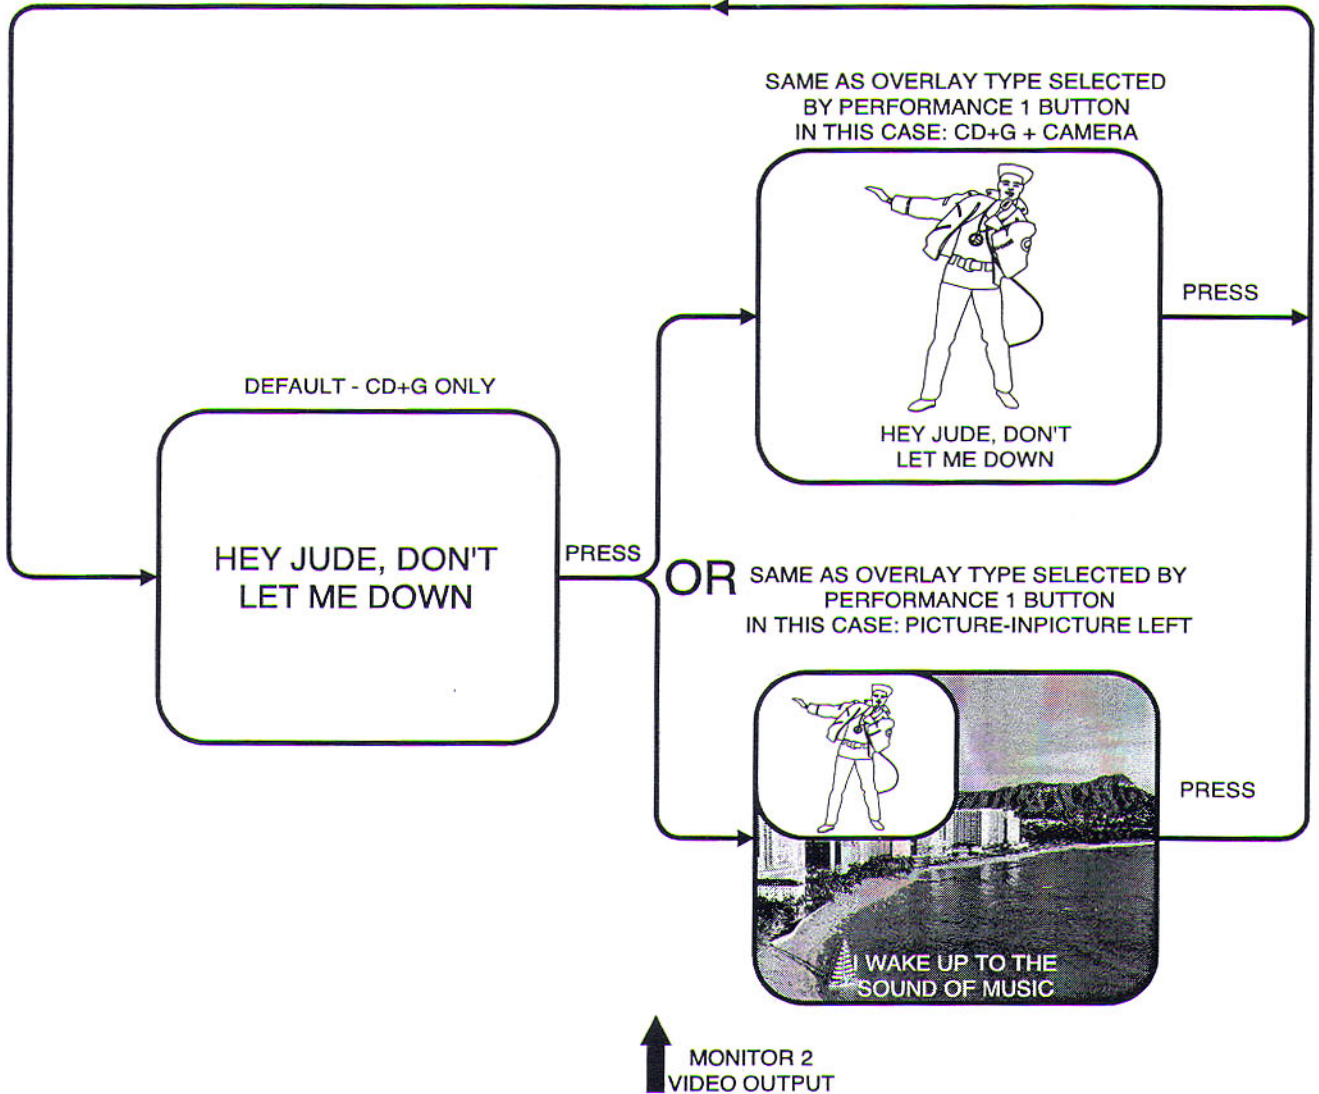 SAME AS OVERLAY TYPE SELECTED
BY PERFORMANCE 1 BUTTON
IN THIS CASE: CD+G + CAMERA
PRESS
HEY JUDE, DON'T
LET ME DOWN
DEFAULT - CD+G ONLY
HEY JUDE, DON'T
LET ME DOWN
PRESS
OR
SAME AS OVERLAY TYPE SELECTED BY
PERFORMANCE 1 BUTTON
IN THIS CASE: PICTURE-INPICTURE LEFT
PRESS
I WAKE UP TO THE
SOUND OF MUSIC
MONITOR 2
VIDEO OUTPUT